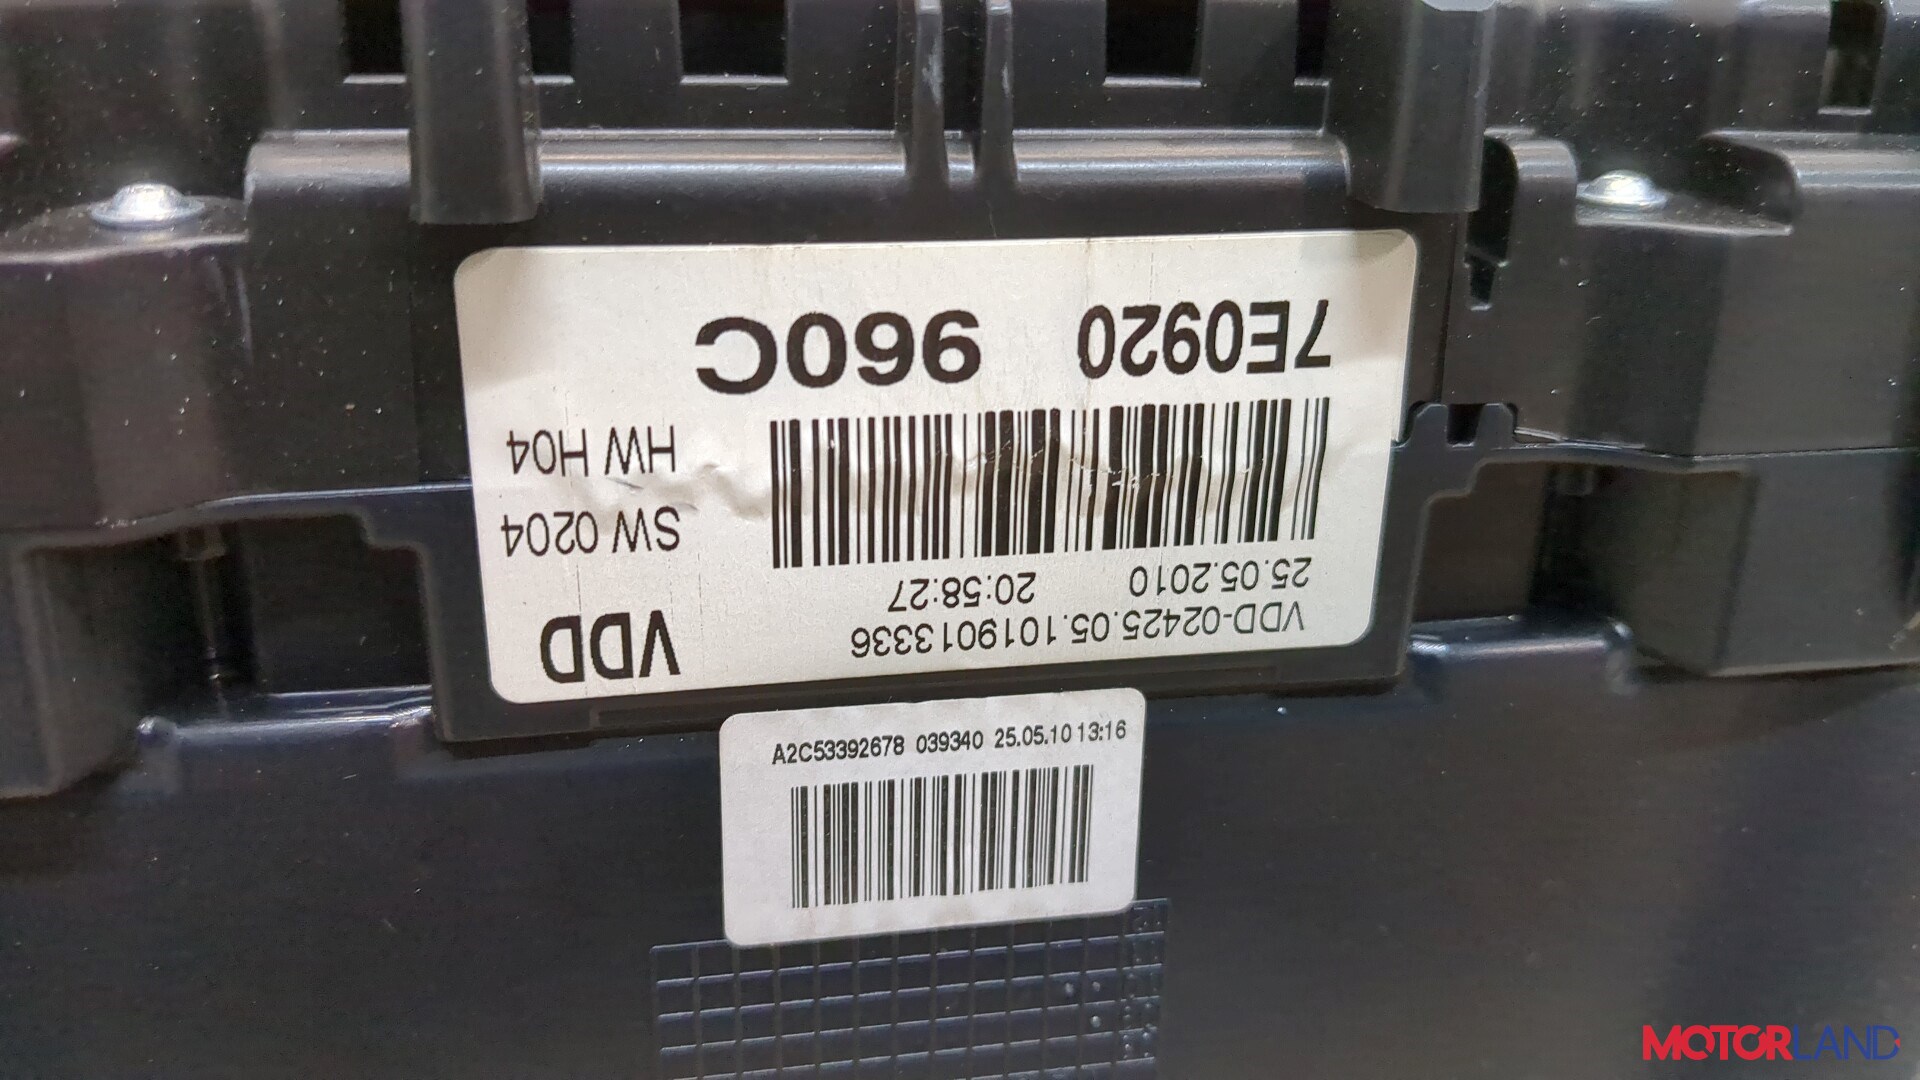 7E0920 960C
HW H04
SW 0204
25.05.2010 20:58:27
VDD-02425.05.1019013336
VDD
A2C53392678 039340 25.05.10 13:16
MOTORLAND